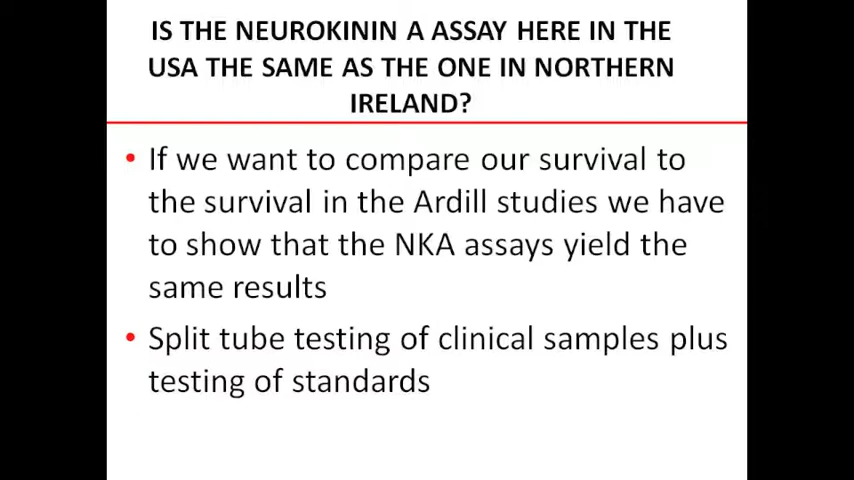 IS THE NEUROKININ A ASSAY HERE IN THE
USA THE SAME AS THE ONE IN NORTHERN
IRELAND?
• If we want to compare our survival to
the survival in the Ardill studies we have
to show that the NKA assays yield the
same results
• Split tube testing of clinical samples plus
testing of standards